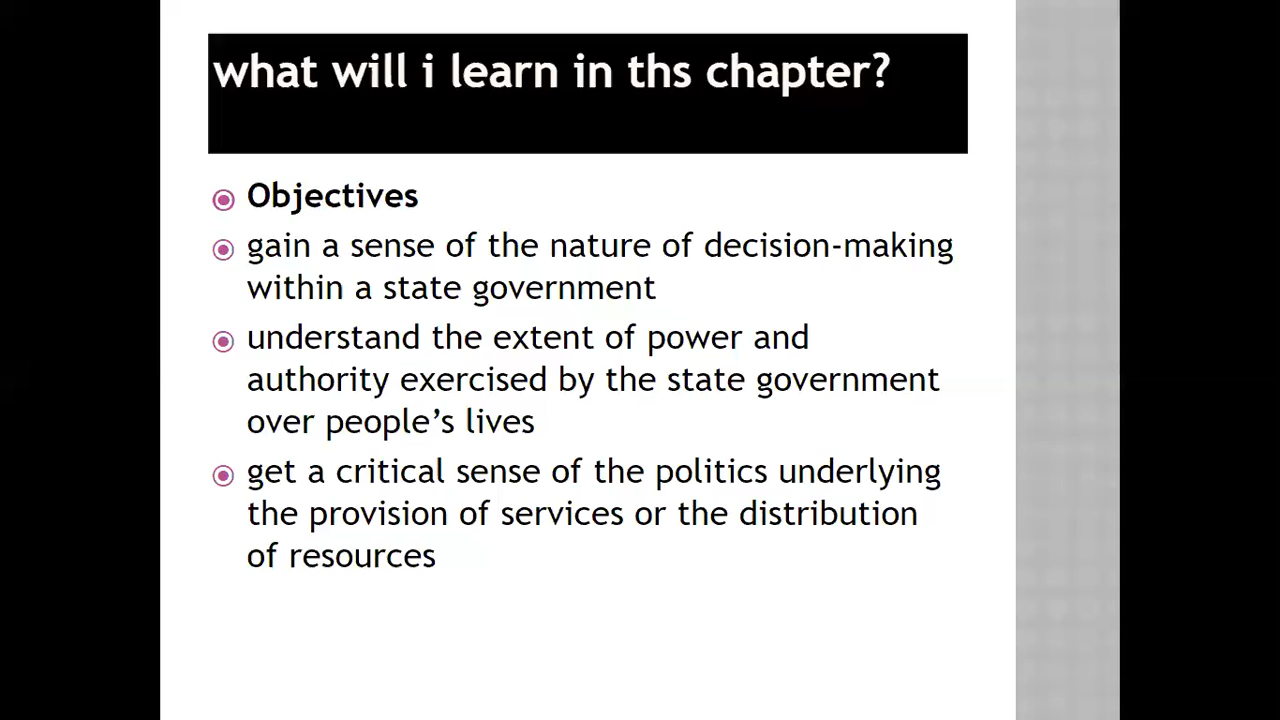 what will i learn in ths chapter?
Objectives
gain a sense of the nature of decision-making
within a state government
understand the extent of power and
authority exercised by the state government
over people’s lives
get a critical sense of the politics underlying
the provision of services or the distribution
of resources